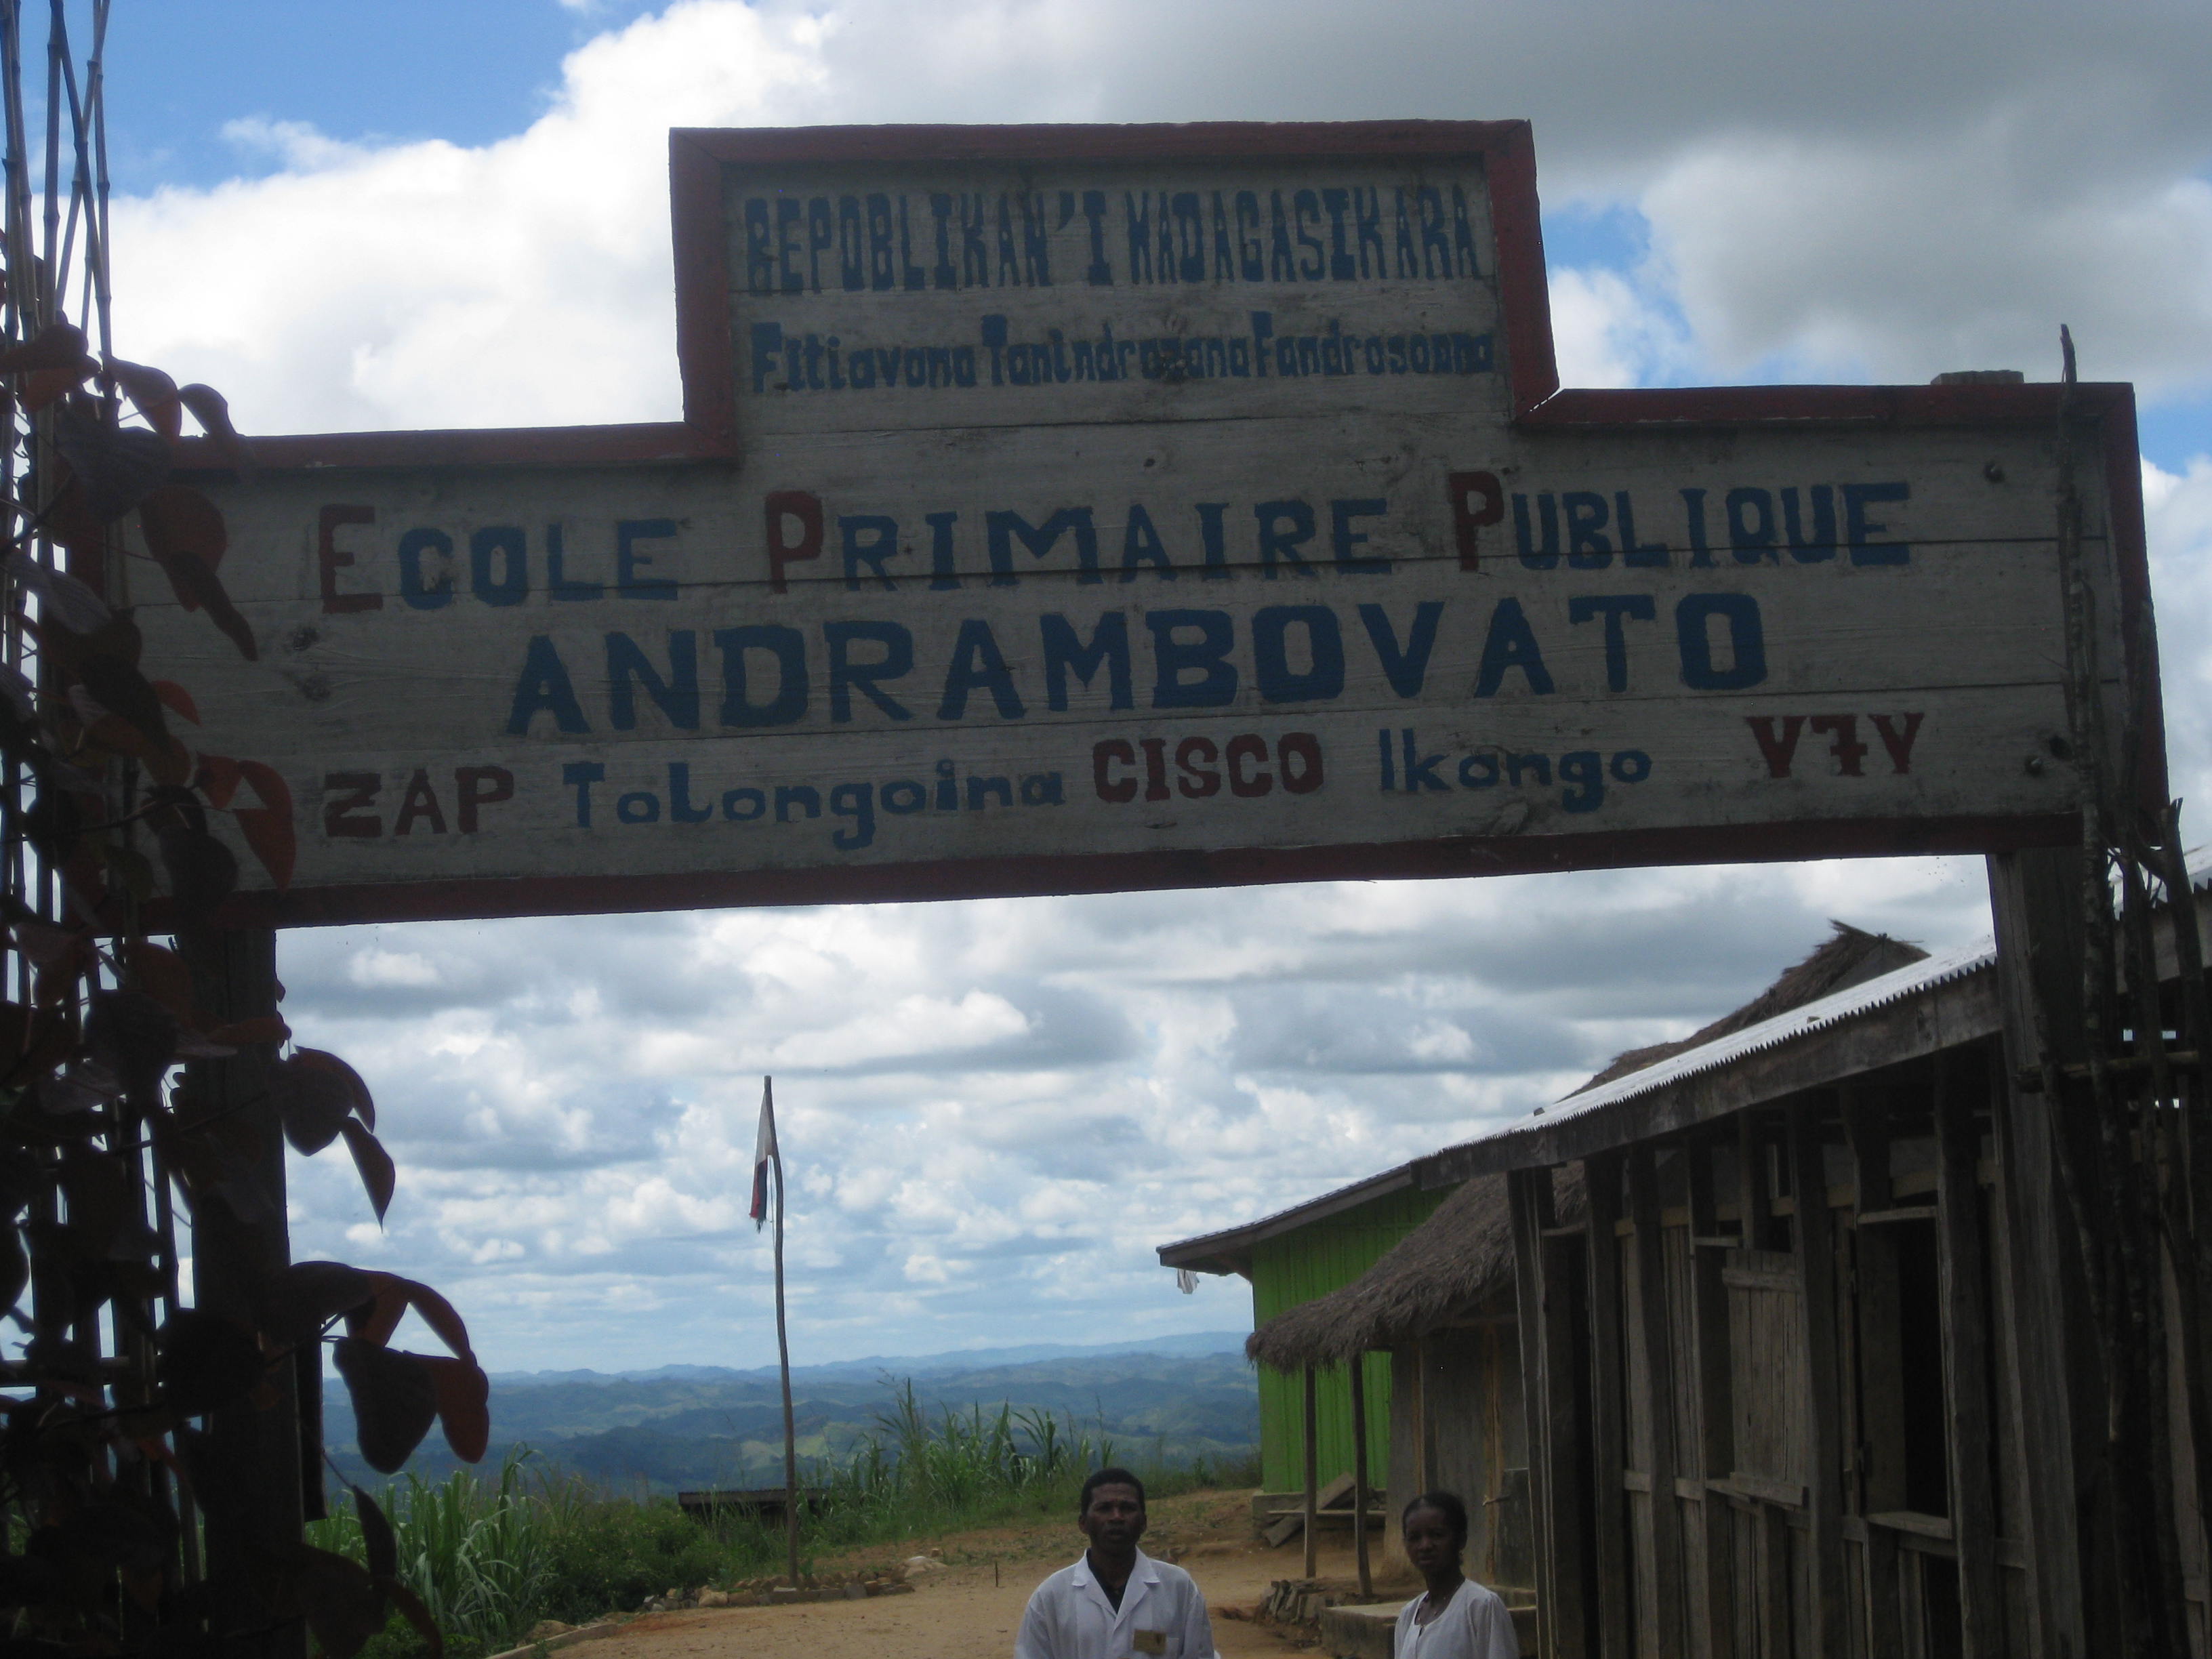 REPOBLIKAN'I MADAGASIKARA
Fitiavana Tanindrazana Fandrosoana
ECOLE PRIMAIRE PUBLIQUE
ANDRAMBOVATO
ZAP Tolongoina CISCO Ikongo V7V